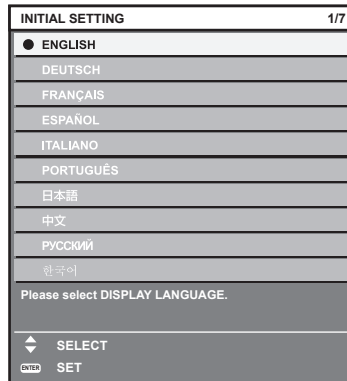 INITIAL SETTING 1/7
ENGLISH
DEUTSCH
FRANÇAIS
ESPAÑOL
ITALIANO
PORTUGUÊS
日本語
中文
РУССКИЙ
한국어
Please select DISPLAY LANGUAGE.
SELECT
ENTER SET